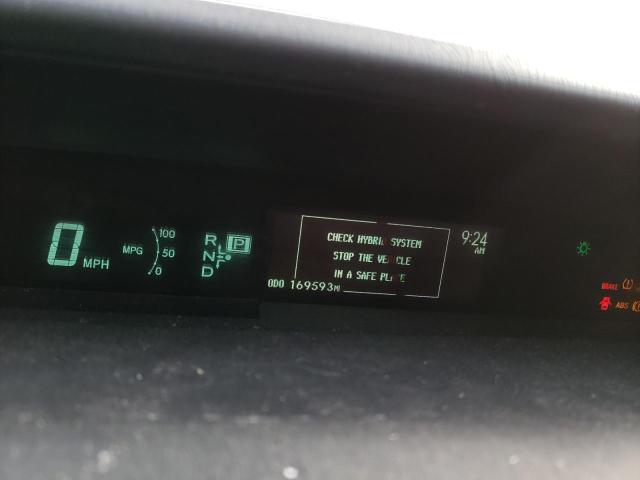 0 MPH
MPG
100
50
0
R
N
D
P
CHECK HYBRID SYSTEM
STOP THE VEHICLE
IN A SAFE PLACE
ODO 169593MI
9:24
AM
BRAKE
ABS